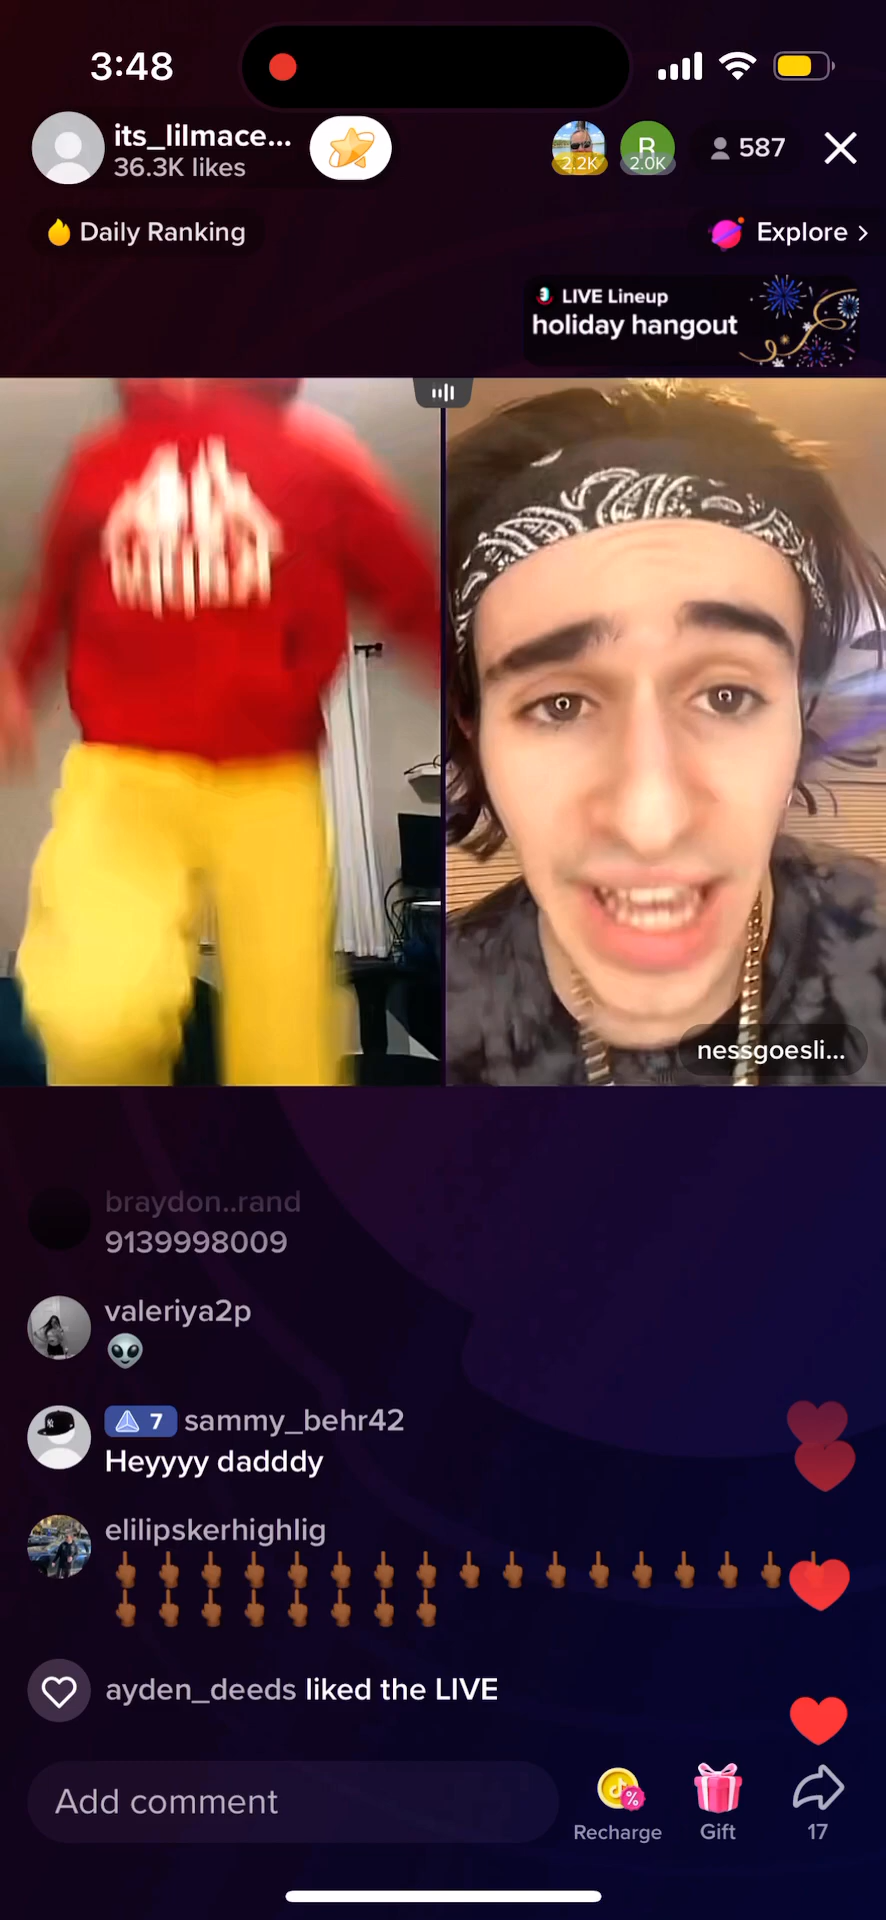 3:48
its_lilmace...
36.3K likes
2.2K
B
2.0K
587
Daily Ranking
Explore >
LIVE Lineup
holiday hangout
nessgoesli...
braydon..rand
9139998009
valeriya2p
👽
7 sammy_behr42
Heyyyy dadddy
elilipskerhighlig
🖕🏾🖕🏾🖕🏾🖕🏾🖕🏾🖕🏾🖕🏾🖕🏾🖕🏾🖕🏾🖕🏾🖕🏾🖕🏾🖕🏾🖕🏾🖕🏾🖕🏾
🖕🏾🖕🏾🖕🏾🖕🏾🖕🏾🖕🏾🖕🏾🖕🏾
ayden_deeds liked the LIVE
Add comment
Recharge
Gift
17